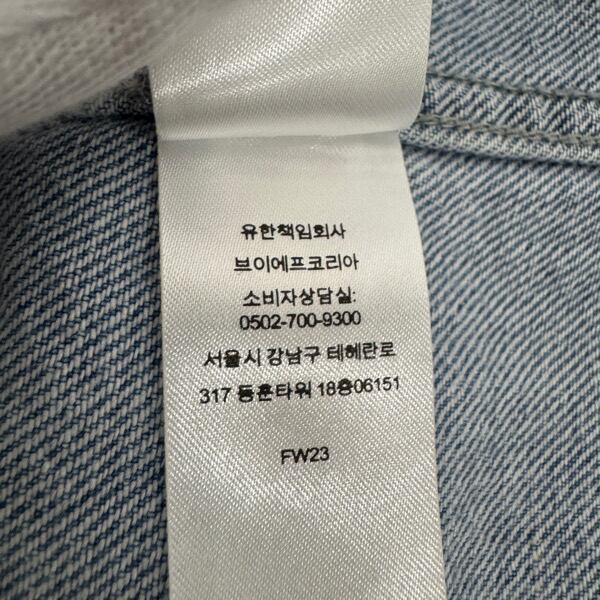 유한책임회사
브이에프코리아
소비자상담실:
0502-700-9300
서울시 강남구 테헤란로
317 동훈타워 18층06151
FW23